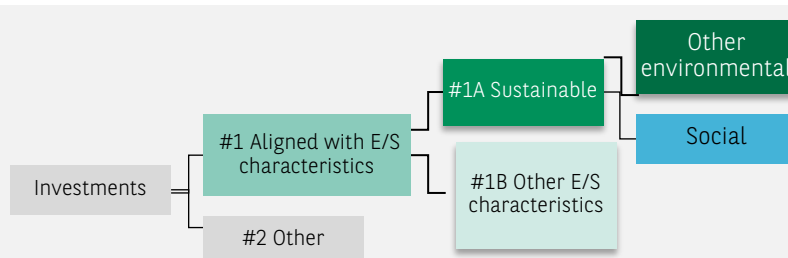 Other
environmental
#1A Sustainable
#1 Aligned with E/S
characteristics
Social
Investments
#1B Other E/S
characteristics
#2 Other